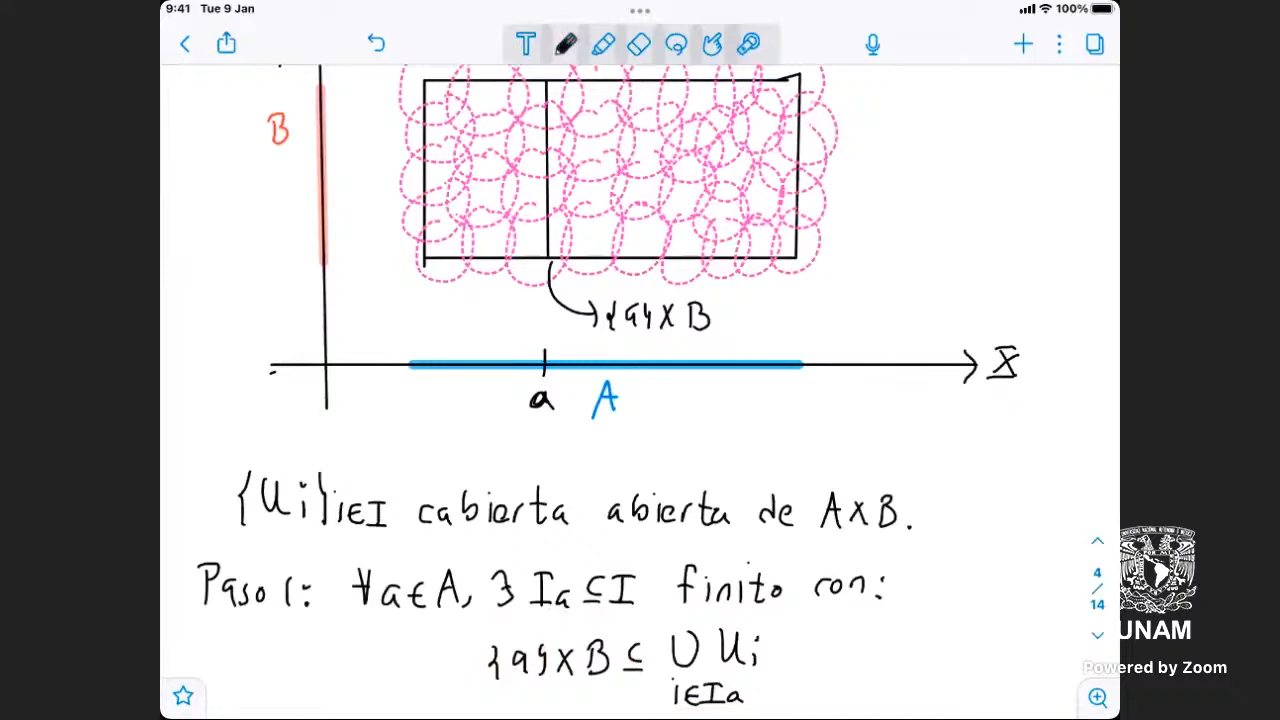 9:41 Tue 9 Jan
100%
B
{a}×B
X
a A
{Ui}i∈I cabierta abierta de A×B.
Paso 1: ∀a∈A, ∃ Ia⊆I finito con:
{a}×B ⊆ ∪ Ui
i∈Ia
4
/
14
UNAM
Powered by Zoom